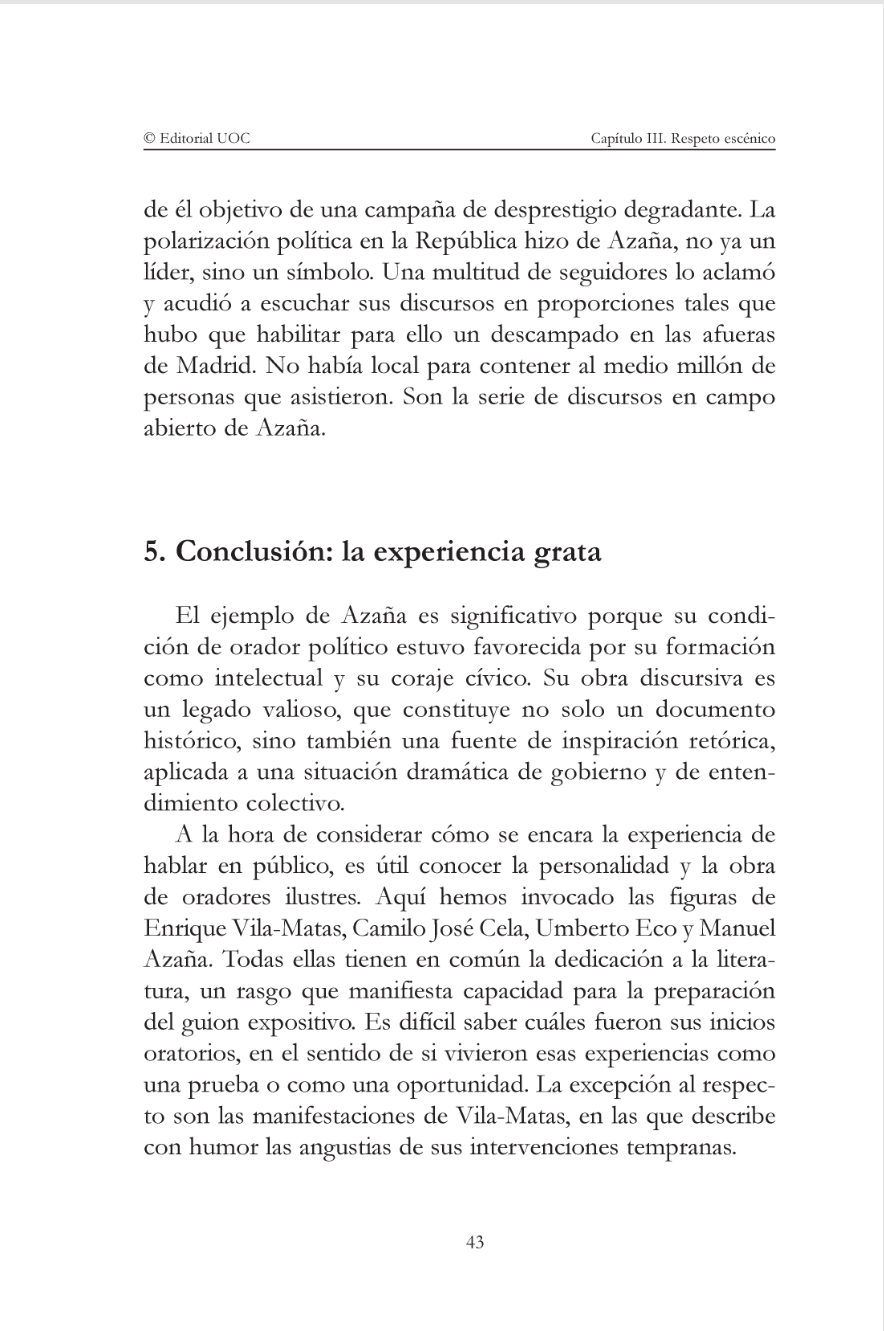 © Editorial UOC
Capítulo III. Respeto escénico
de él objetivo de una campaña de desprestigio degradante. La
polarización política en la República hizo de Azaña, no ya un
líder, sino un símbolo. Una multitud de seguidores lo aclamó
y acudió a escuchar sus discursos en proporciones tales que
hubo que habilitar para ello un descampado en las afueras
de Madrid. No había local para contener al medio millón de
personas que asistieron. Son la serie de discursos en campo
abierto de Azaña.
5. Conclusión: la experiencia grata
El ejemplo de Azaña es significativo porque su condi-
ción de orador político estuvo favorecida por su formación
como intelectual y su coraje cívico. Su obra discursiva es
un legado valioso, que constituye no solo un documento
histórico, sino también una fuente de inspiración retórica,
aplicada a una situación dramática de gobierno y de enten-
dimiento colectivo.
A la hora de considerar cómo se encara la experiencia de
hablar en público, es útil conocer la personalidad y la obra
de oradores ilustres. Aquí hemos invocado las figuras de
Enrique Vila-Matas, Camilo José Cela, Umberto Eco y Manuel
Azaña. Todas ellas tienen en común la dedicación a la litera-
tura, un rasgo que manifiesta capacidad para la preparación
del guion expositivo. Es difícil saber cuáles fueron sus inicios
oratorios, en el sentido de si vivieron esas experiencias como
una prueba o como una oportunidad. La excepción al respec-
to son las manifestaciones de Vila-Matas, en las que describe
con humor las angustias de sus intervenciones tempranas.
43